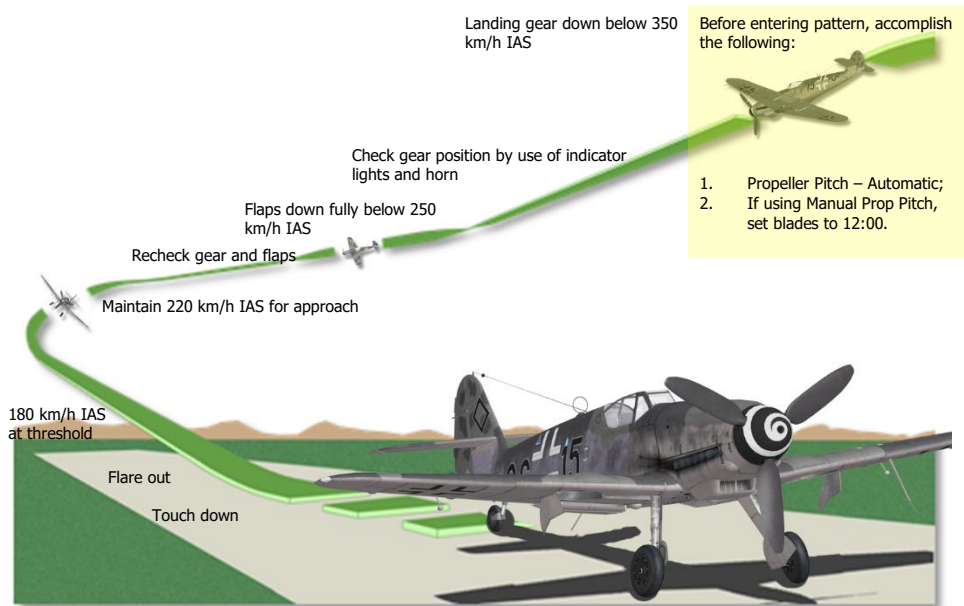 Landing gear down below 350
km/h IAS
Before entering pattern, accomplish
the following:
1. Propeller Pitch – Automatic;
2. If using Manual Prop Pitch,
set blades to 12:00.
Check gear position by use of indicator
lights and horn
Flaps down fully below 250
km/h IAS
Recheck gear and flaps
Maintain 220 km/h IAS for approach
180 km/h IAS
at threshold
Flare out
Touch down
15